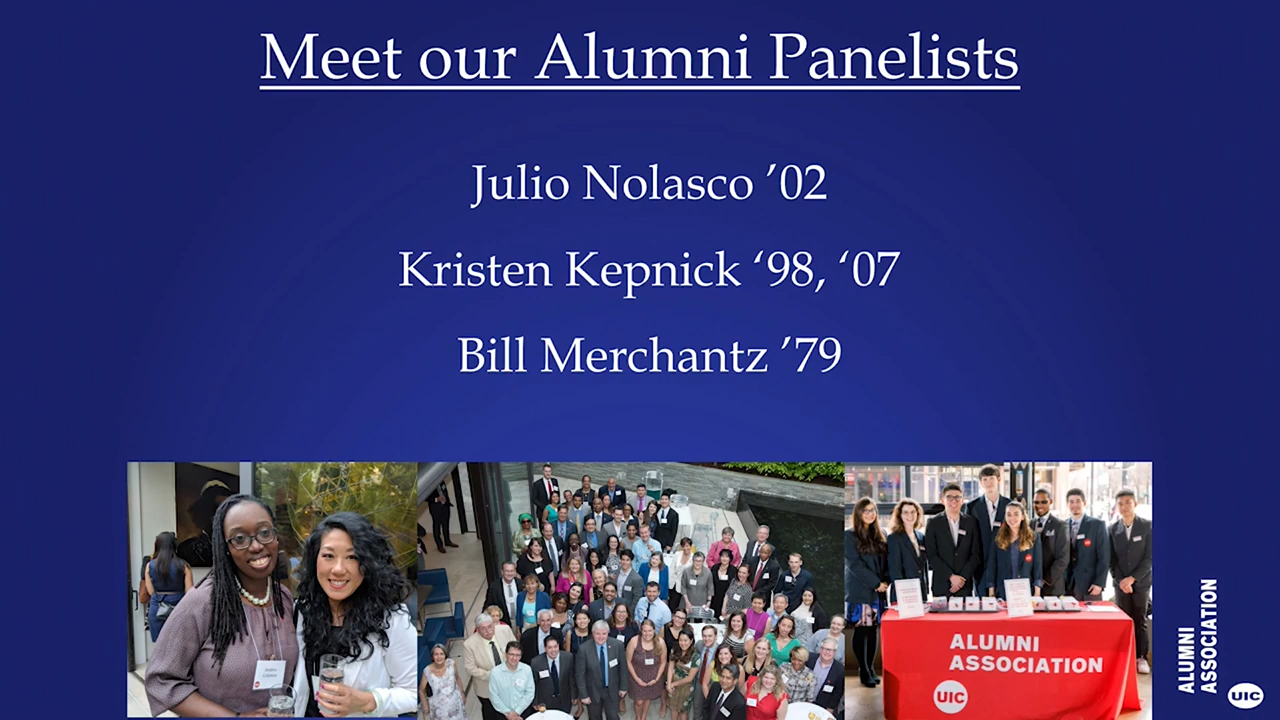 Meet our Alumni Panelists
Julio Nolasco ’02
Kristen Kepnick ‘98, ‘07
Bill Merchantz ’79
ALUMNI
ASSOCIATION
UIC
ALUMNI
ASSOCIATION
UIC